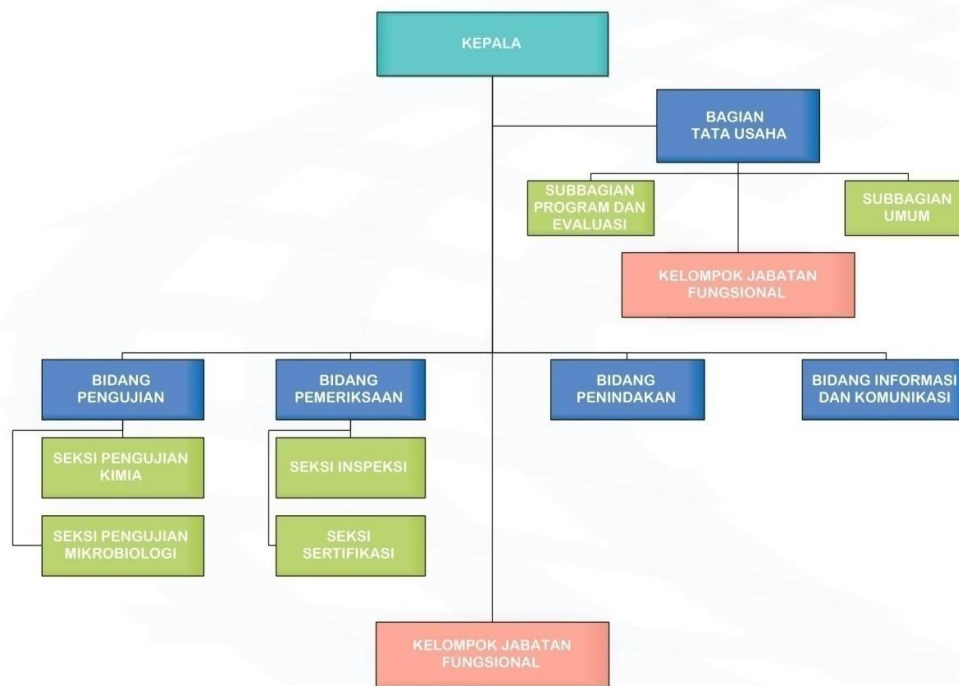 KEPALA
BAGIAN
TATA USAHA
SUBBAGIAN
PROGRAM DAN
EVALUASI
SUBBAGIAN
UMUM
KELOMPOK JABATAN
FUNGSIONAL
BIDANG
PENGUJIAN
BIDANG
PEMERIKSAAN
BIDANG
PENINDAKAN
BIDANG INFORMASI
DAN KOMUNIKASI
SEKSI PENGUJIAN
KIMIA
SEKSI INSPEKSI
SEKSI PENGUJIAN
MIKROBIOLOGI
SEKSI
SERTIFIKASI
KELOMPOK JABATAN
FUNGSIONAL